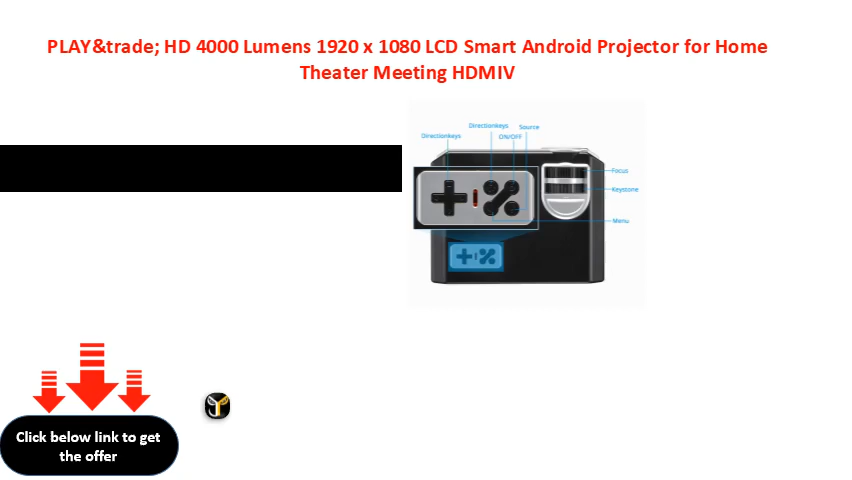 PLAY&trade; HD 4000 Lumens 1920 x 1080 LCD Smart Android Projector for Home
Theater Meeting HDMIV
Directionkeys
Source
Directionkeys
ON/OFF
Focus
Keystone
Menu
Click below link to get
the offer